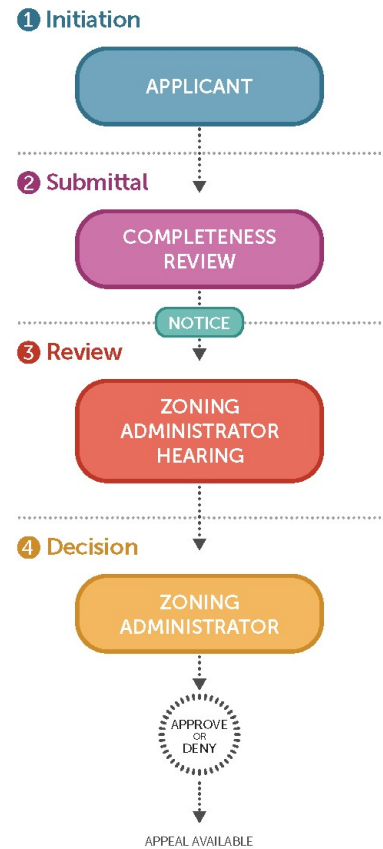 1 Initiation
APPLICANT
2 Submittal
COMPLETENESS
REVIEW
NOTICE
3 Review
ZONING
ADMINISTRATOR
HEARING
4 Decision
ZONING
ADMINISTRATOR
APPROVE
OR
DENY
APPEAL AVAILABLE